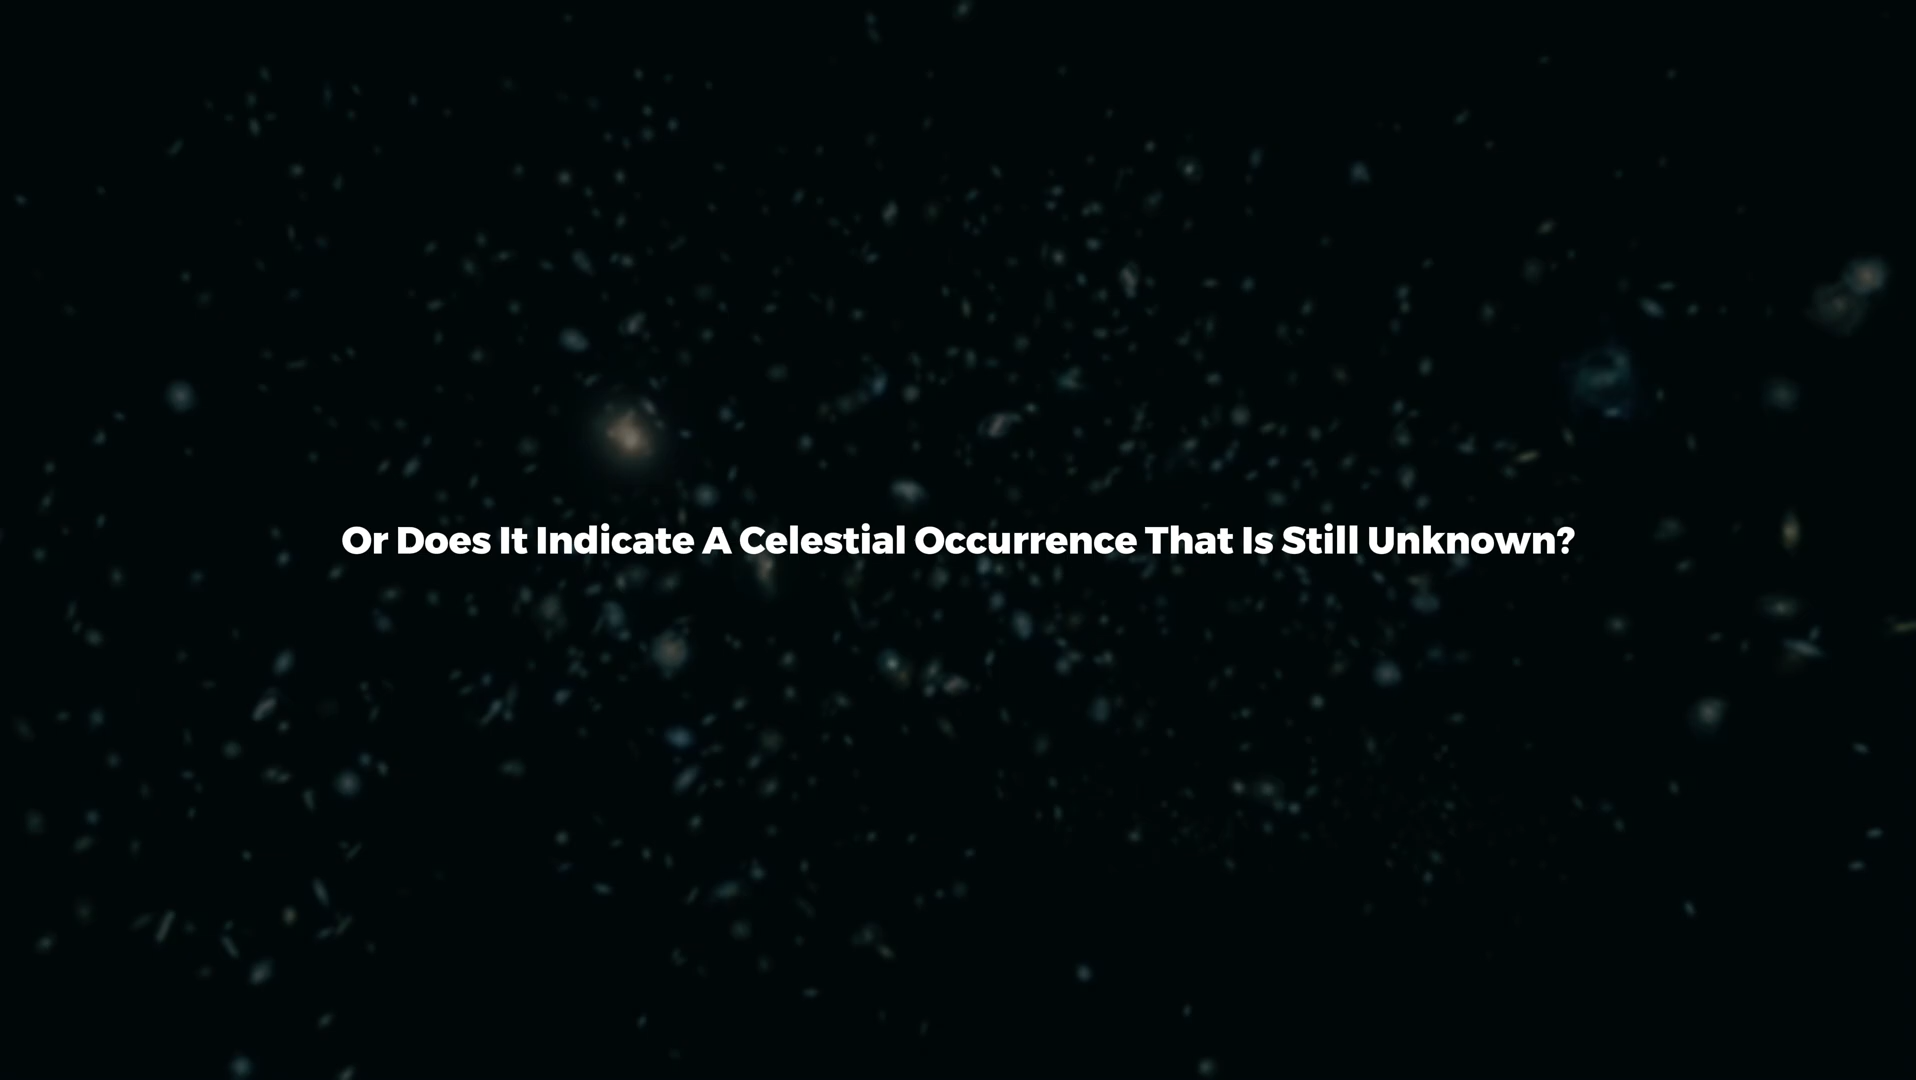 Or Does It Indicate A Celestial Occurrence That Is Still Unknown?